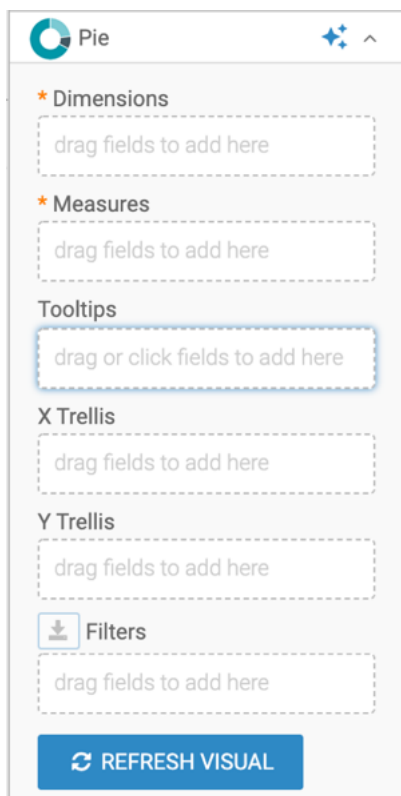 Pie
* Dimensions
drag fields to add here
* Measures
drag fields to add here
Tooltips
drag or click fields to add here
X Trellis
drag fields to add here
Y Trellis
drag fields to add here
Filters
drag fields to add here
REFRESH VISUAL